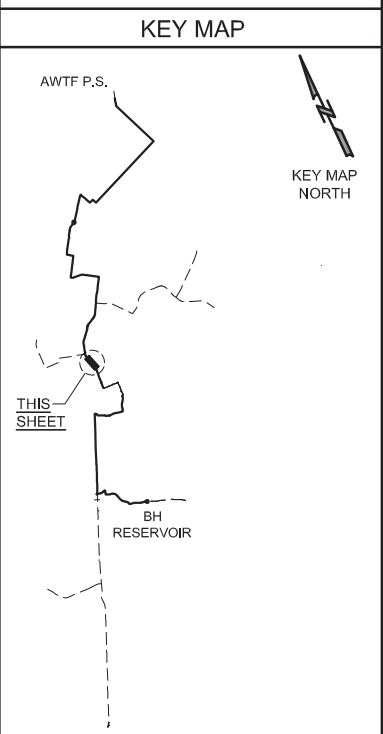 KEY MAP
AWTF P.S.
KEY MAP
NORTH
THIS
SHEET
BH
RESERVOIR